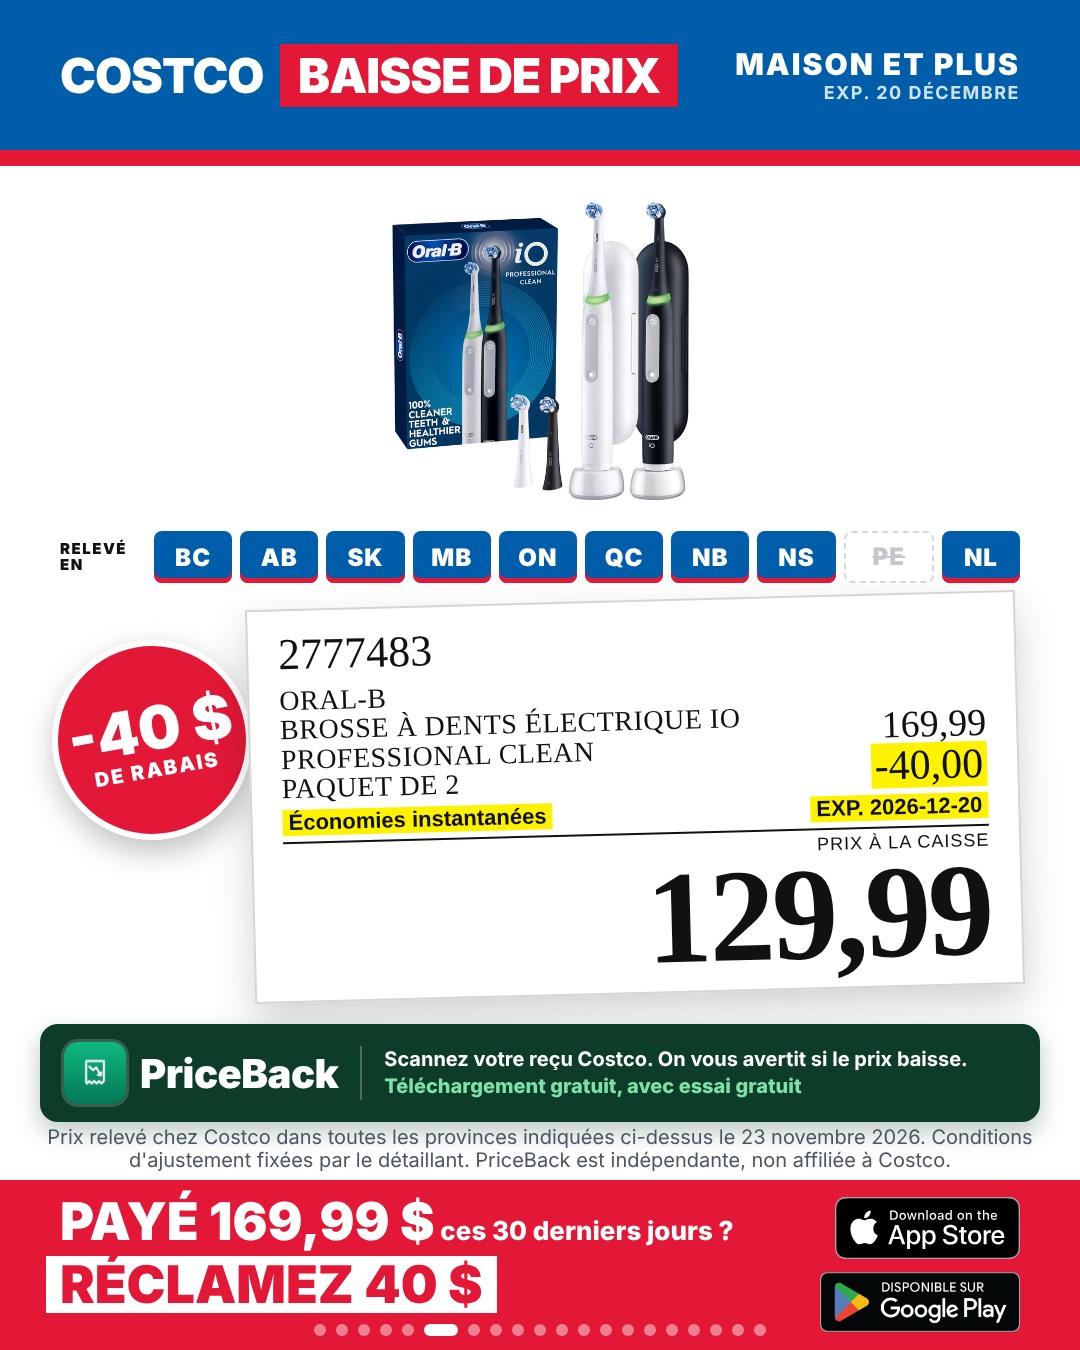 COSTCO BAISSE DE PRIX
MAISON ET PLUS
EXP. 20 DÉCEMBRE
Oral-B
Oral-B
iO
PROFESSIONAL
CLEAN
Oral-B
100%
CLEANER
TEETH &
HEALTHIER
GUMS
RELEVÉ
EN
BC AB SK MB ON QC NB NS PE NL
-40 $
DE RABAIS
2777483
ORAL-B
BROSSE À DENTS ÉLECTRIQUE IO
PROFESSIONAL CLEAN
PAQUET DE 2
169,99
-40,00
Économies instantanées
EXP. 2026-12-20
PRIX À LA CAISSE
129,99
PriceBack
Scannez votre reçu Costco. On vous avertit si le prix baisse.
Téléchargement gratuit, avec essai gratuit
Prix relevé chez Costco dans toutes les provinces indiquées ci-dessus le 23 novembre 2026. Conditions
d'ajustement fixées par le détaillant. PriceBack est indépendante, non affiliée à Costco.
PAYÉ 169,99 $ ces 30 derniers jours ?
RÉCLAMEZ 40 $
Download on the
App Store
DISPONIBLE SUR
Google Play